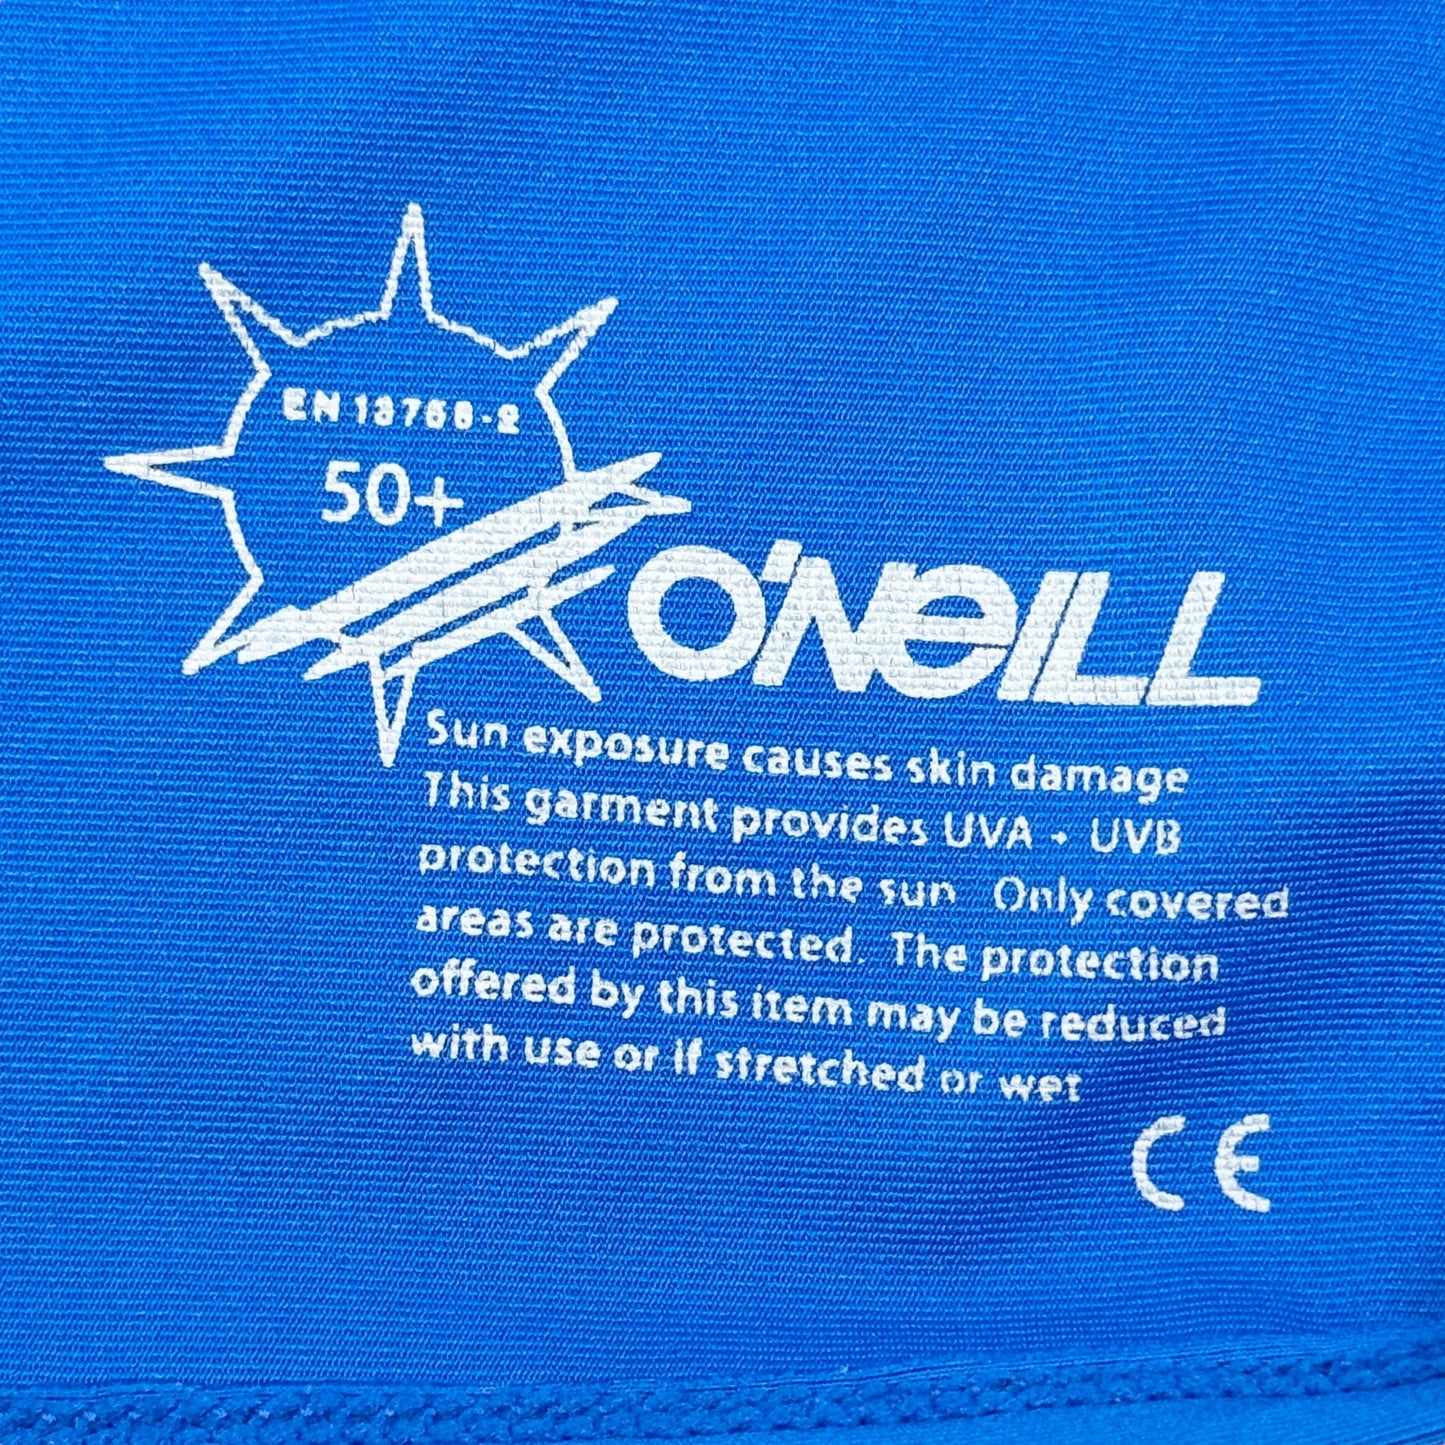 EN 13758-2
50+
O'NEILL
Sun exposure causes skin damage
This garment provides UVA + UVB
protection from the sun Only covered
areas are protected. The protection
offered by this item may be reduced
with use or if stretched or wet
CE